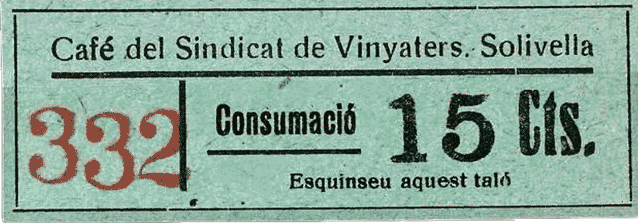 Café del Sindicat de Vinyaters. Solivella
332
Consumació 15 Cts.
Esquinseu aquest taló